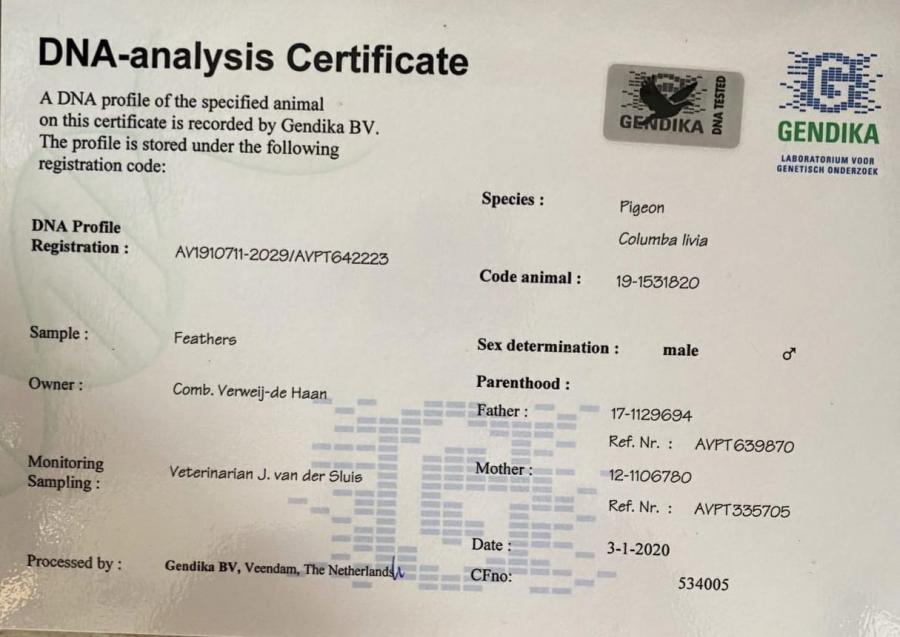 DNA-analysis Certificate
A DNA profile of the specified animal
on this certificate is recorded by Gendika BV.
The profile is stored under the following
registration code:
GENDIKA
DNA TESTED
GENDIKA
LABORATORIUM VOOR
GENETISCH ONDERZOEK
DNA Profile
Registration : AV1910711-2029/AVPT642223
Sample : Feathers
Owner : Comb. Verweij-de Haan
Monitoring
Sampling : Veterinarian J. van der Sluis
Processed by : Gendika BV, Veendam, The Netherlands
Species : Pigeon
Columba livia
Code animal : 19-1531820
Sex determination : male ♂
Parenthood :
Father : 17-1129694
Ref. Nr. : AVPT639870
Mother : 12-1106780
Ref. Nr. : AVPT335705
Date : 3-1-2020
CFno: 534005